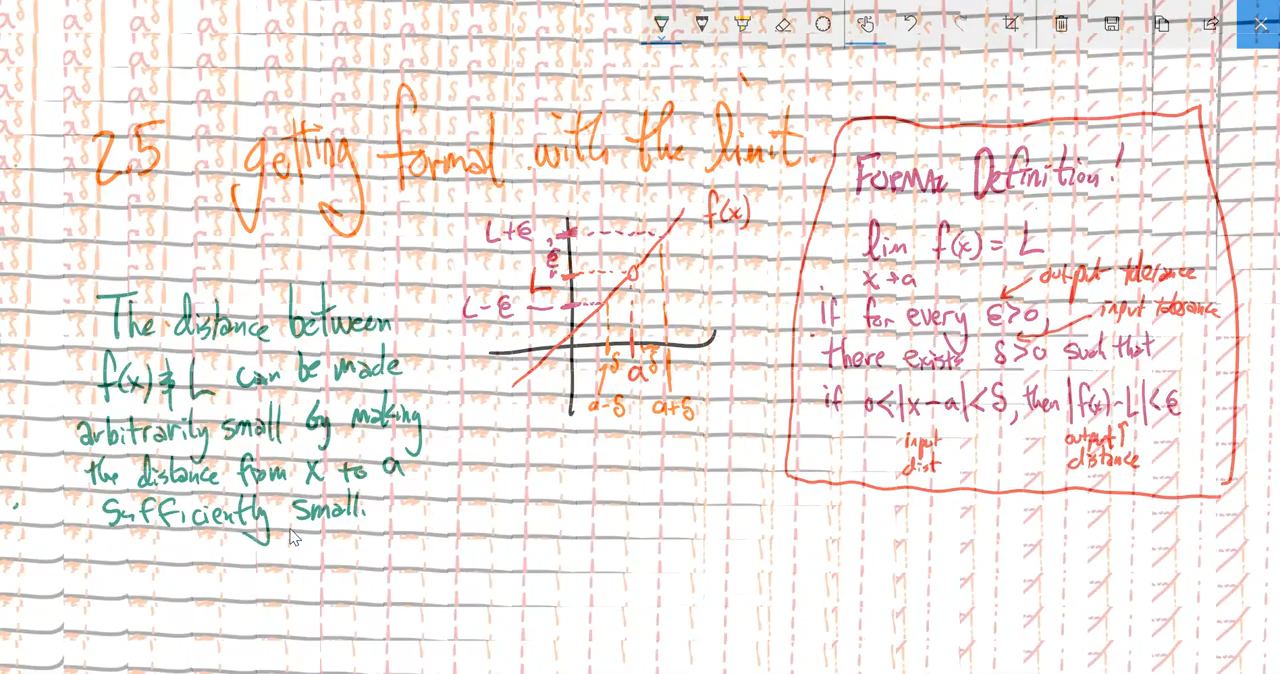 2.5 getting formal with the limit.
The distance between
f(x) & L can be made
arbitrarily small by making
the distance from x to a
sufficiently small.
f(x)
L+ε
ε
L
L-ε
δ a δ
a-δ a+δ
FORMAL Definition!
lim f(x) = L
x→a
output tolerance
if for every ε>0,
input tolerance
there exists δ>0 such that
if 0<|x-a|<δ, then |f(x)-L|<ε
input
dist
output
distance